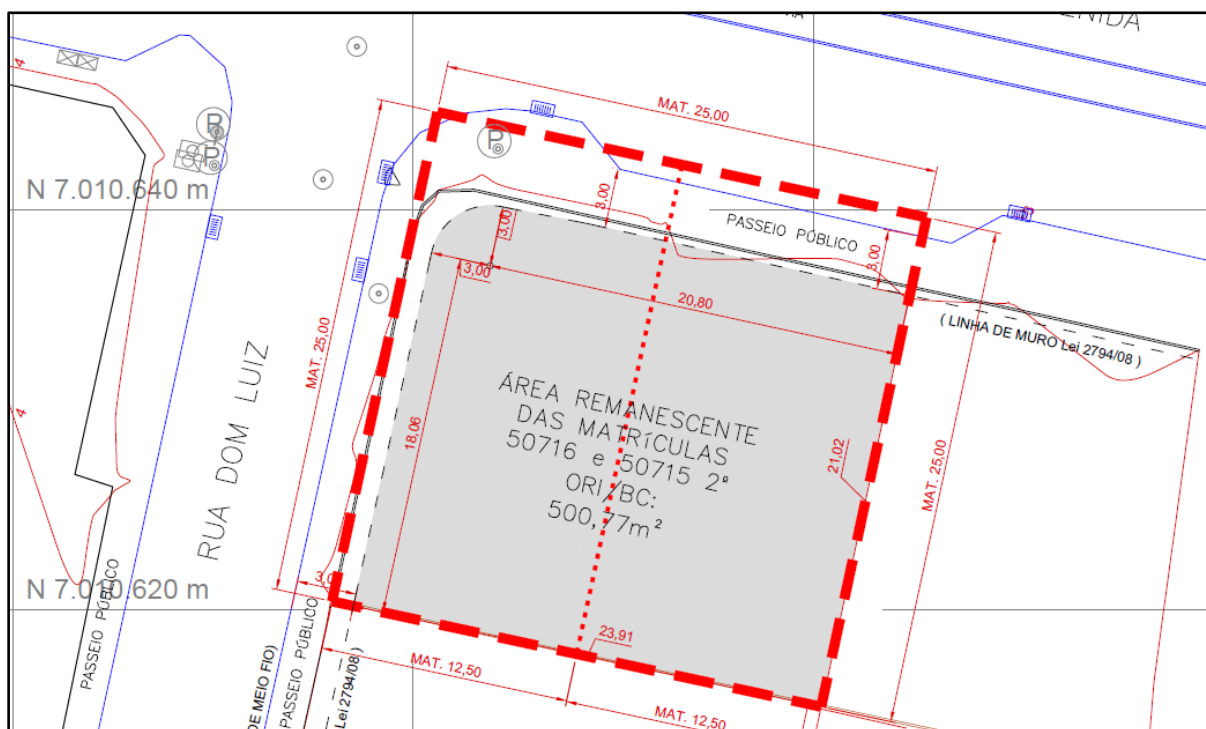 ENIDA
MAT. 25,00
P
P
P
N 7.010.640 m
3,00
PASSEIO PÚBLICO
3,00
3,00
3,00
20,80
( LINHA DE MURO Lei 2794/08 )
MAT. 25,00
RUA DOM LUIZ
18,06
ÁREA REMANESCENTE
DAS MATRÍCULAS
50716 e 50715 2º
ORI/BC:
500,77m²
21,02
MAT. 25,00
4
4
N 7.010.620 m
PASSEIO PÚBLICO
3,0
PASSEIO PÚBLICO
DE MEIO FIO)
Lei 2794/08 )
23,91
MAT. 12,50
MAT. 12,50